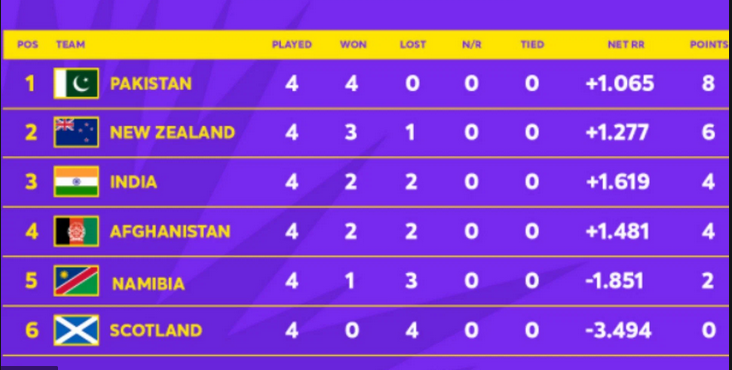 POS TEAM PLAYED WON LOST N/R TIED NET RR POINTS
1 PAKISTAN 4 4 0 0 0 +1.065 8
2 NEW ZEALAND 4 3 1 0 0 +1.277 6
3 INDIA 4 2 2 0 0 +1.619 4
4 AFGHANISTAN 4 2 2 0 0 +1.481 4
5 NAMIBIA 4 1 3 0 0 -1.851 2
6 SCOTLAND 4 0 4 0 0 -3.494 0